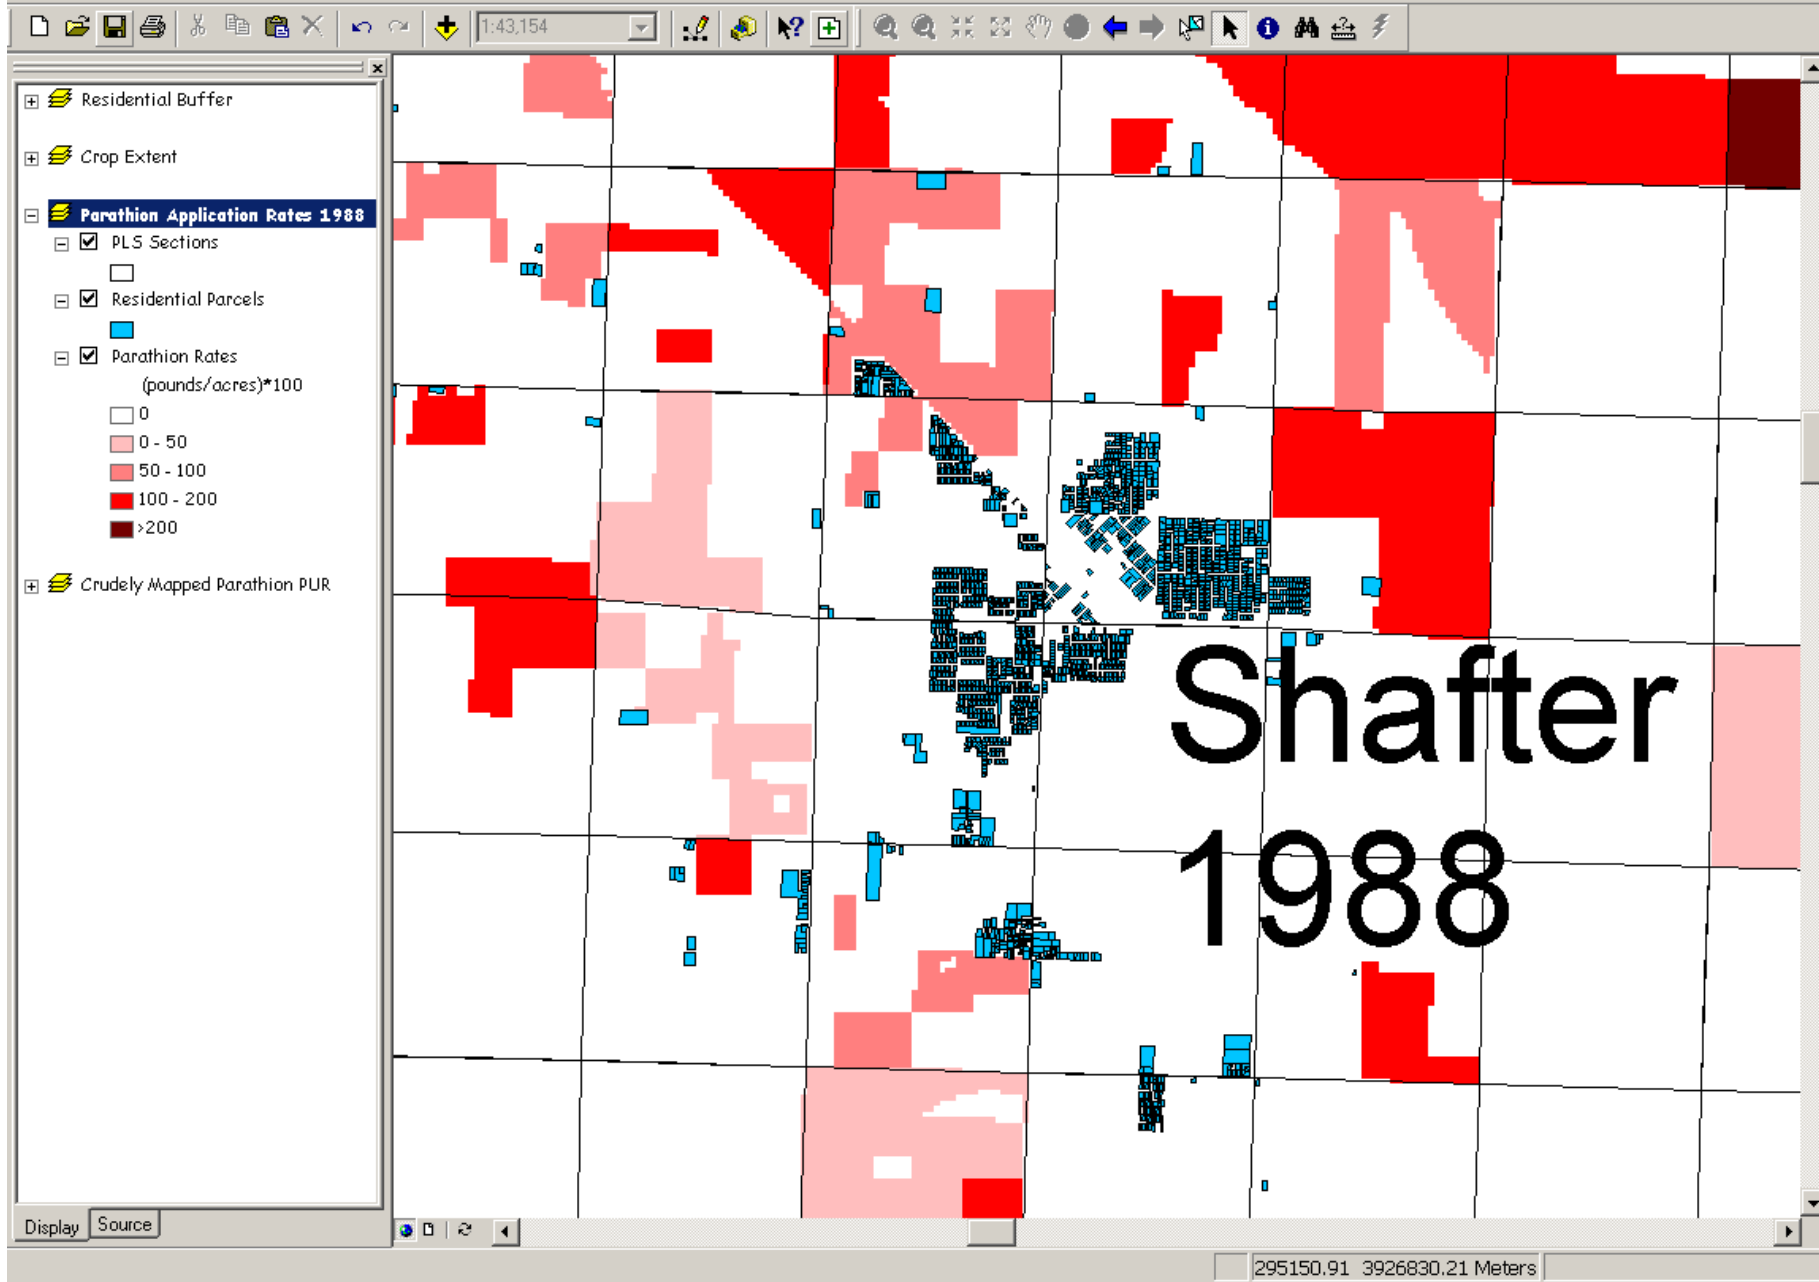 1:43,154
Residential Buffer
Crop Extent
Parathion Application Rates 1988
PLS Sections
Residential Parcels
Parathion Rates
(pounds/acres)*100
0
0 - 50
50 - 100
100 - 200
>200
Crudely Mapped Parathion PUR
Shafter
1988
Display
Source
295150.91 3926830.21 Meters